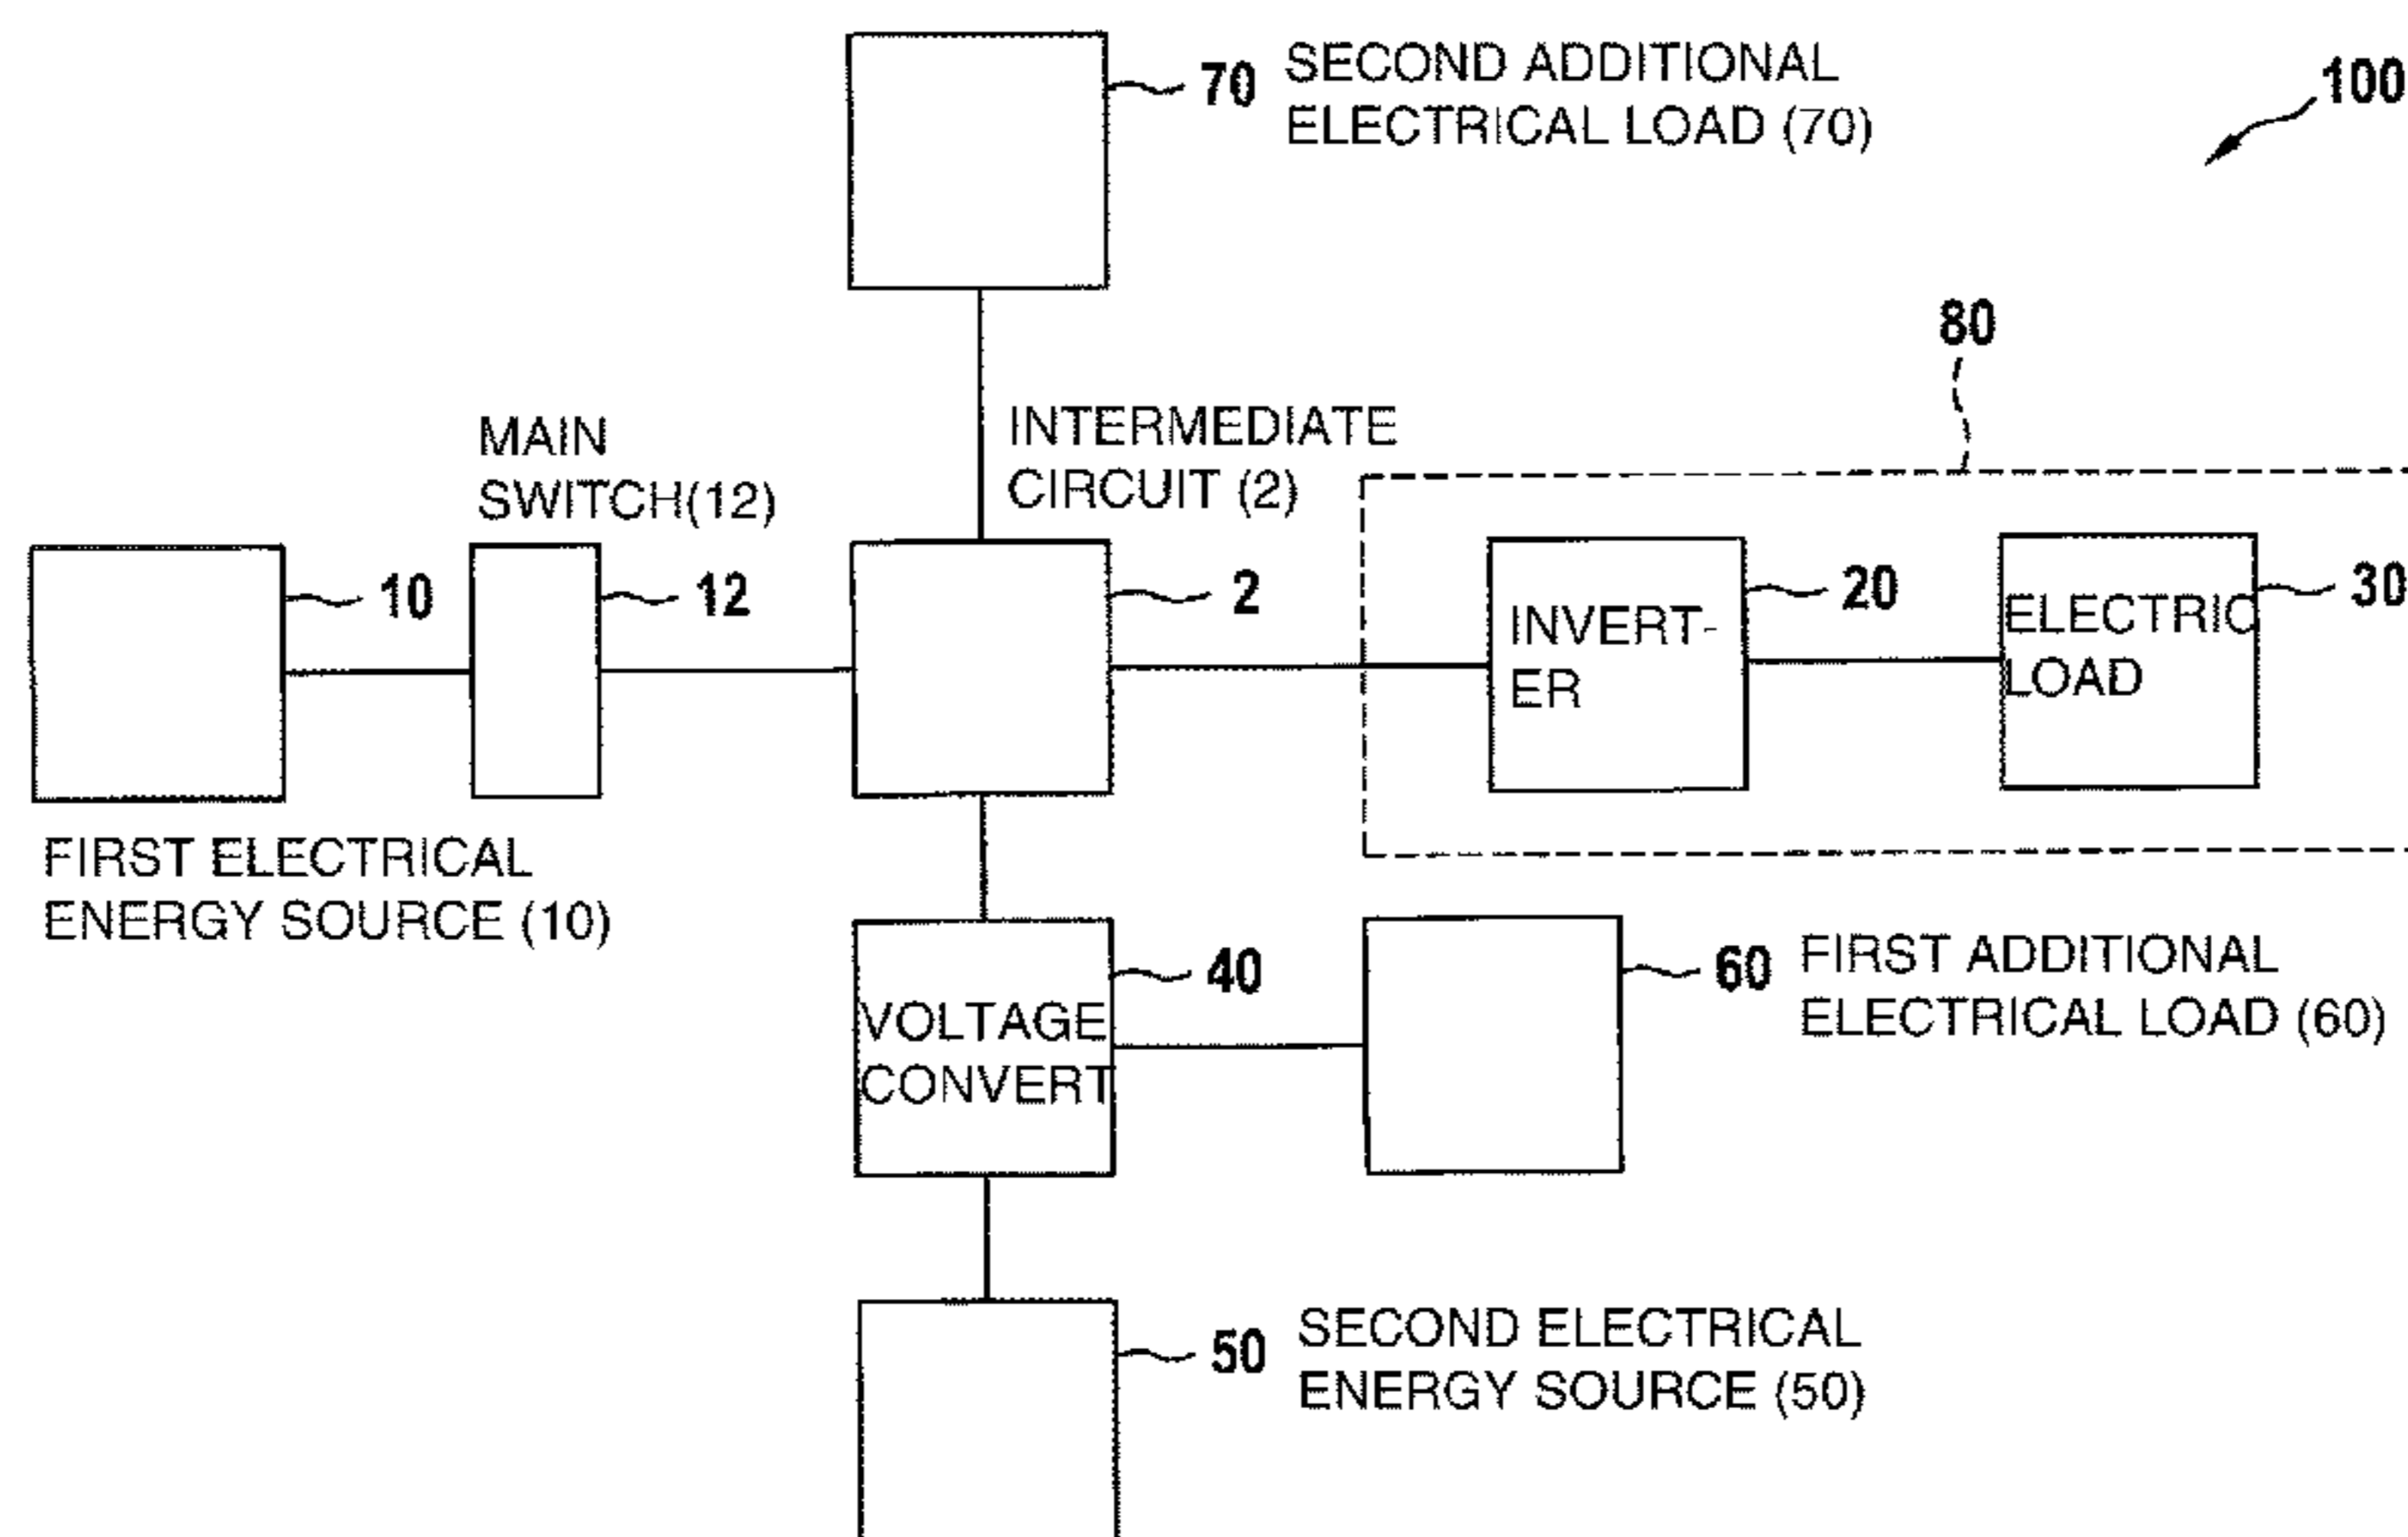 70 SECOND ADDITIONAL
ELECTRICAL LOAD (70)
100
80
MAIN
SWITCH(12)
INTERMEDIATE
CIRCUIT (2)
10
12
2
INVERT-
ER
20
ELECTRIC
LOAD
30
FIRST ELECTRICAL
ENERGY SOURCE (10)
VOLTAGE
CONVERT
40
60 FIRST ADDITIONAL
ELECTRICAL LOAD (60)
50 SECOND ELECTRICAL
ENERGY SOURCE (50)